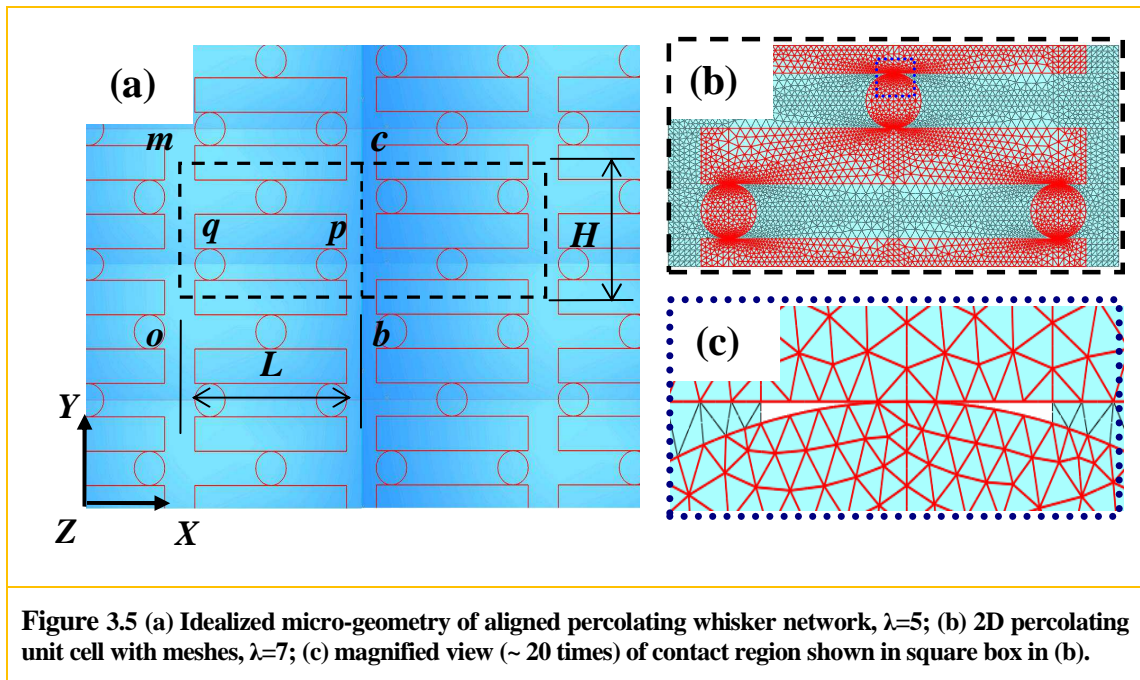 (a)
m
c
q
p
H
o
b
L
Y
Z
X
(b)
(c)
Figure 3.5 (a) Idealized micro-geometry of aligned percolating whisker network, λ=5; (b) 2D percolating
unit cell with meshes, λ=7; (c) magnified view (~ 20 times) of contact region shown in square box in (b).